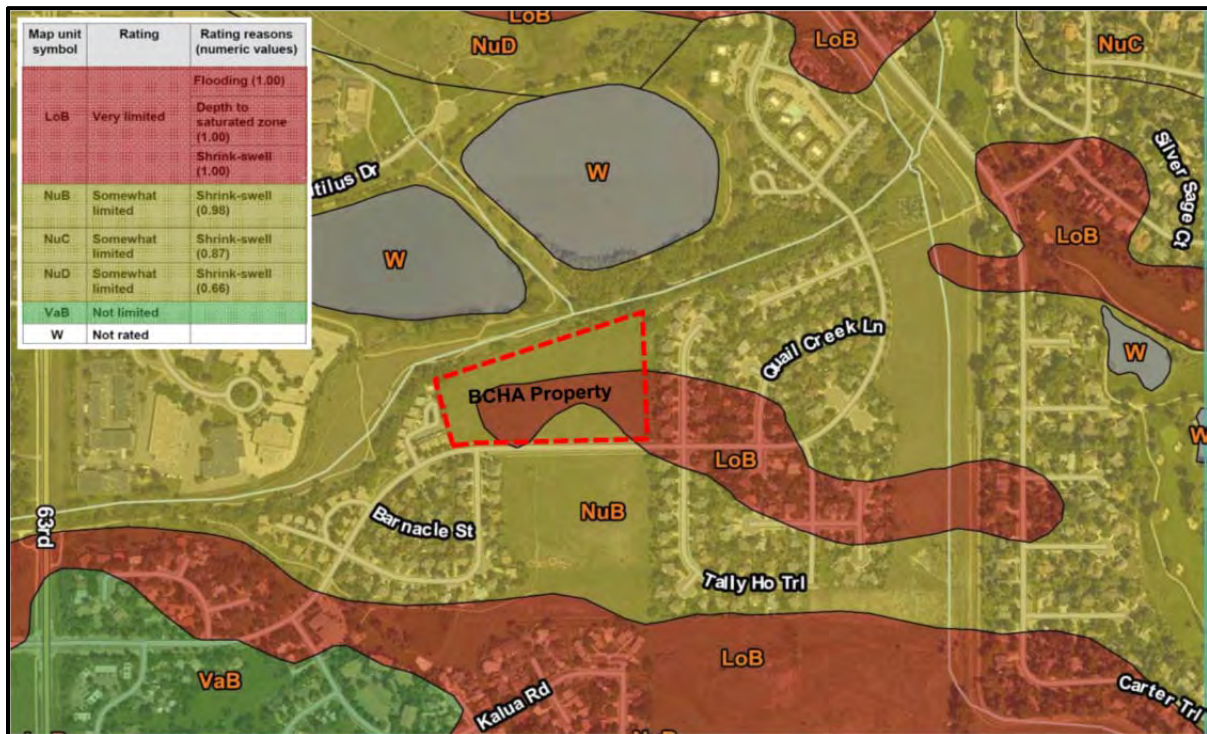 Map unit symbol Rating Rating reasons (numeric values)
LoB Very limited Flooding (1.00)
Depth to saturated zone (1.00)
Shrink-swell (1.00)
NuB Somewhat limited Shrink-swell (0.98)
NuC Somewhat limited Shrink-swell (0.87)
NuD Somewhat limited Shrink-swell (0.66)
VaB Not limited
W Not rated
LoB
NuD
LoB
NuC
Silver Sage Ct
W
LoB
W
W
W
Quail Creek Ln
BCHA Property
LoB
NuB
Barnacle St
63rd
Tally Ho Trl
LoB
VaB
Kalua Rd
Carter Trl